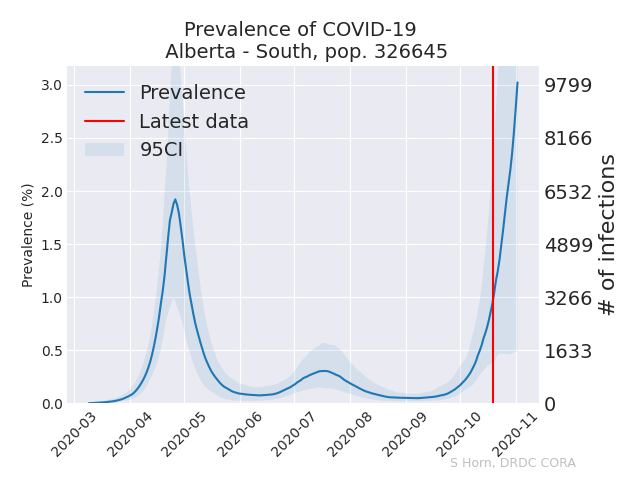 Prevalence of COVID-19
Alberta - South, pop. 326645
Prevalence
Latest data
95CI
Prevalence (%)
3.0
2.5
2.0
1.5
1.0
0.5
0.0
9799
8166
6532
4899
3266
1633
0
# of infections
2020-03
2020-04
2020-05
2020-06
2020-07
2020-08
2020-09
2020-10
2020-11
S Horn, DRDC CORA